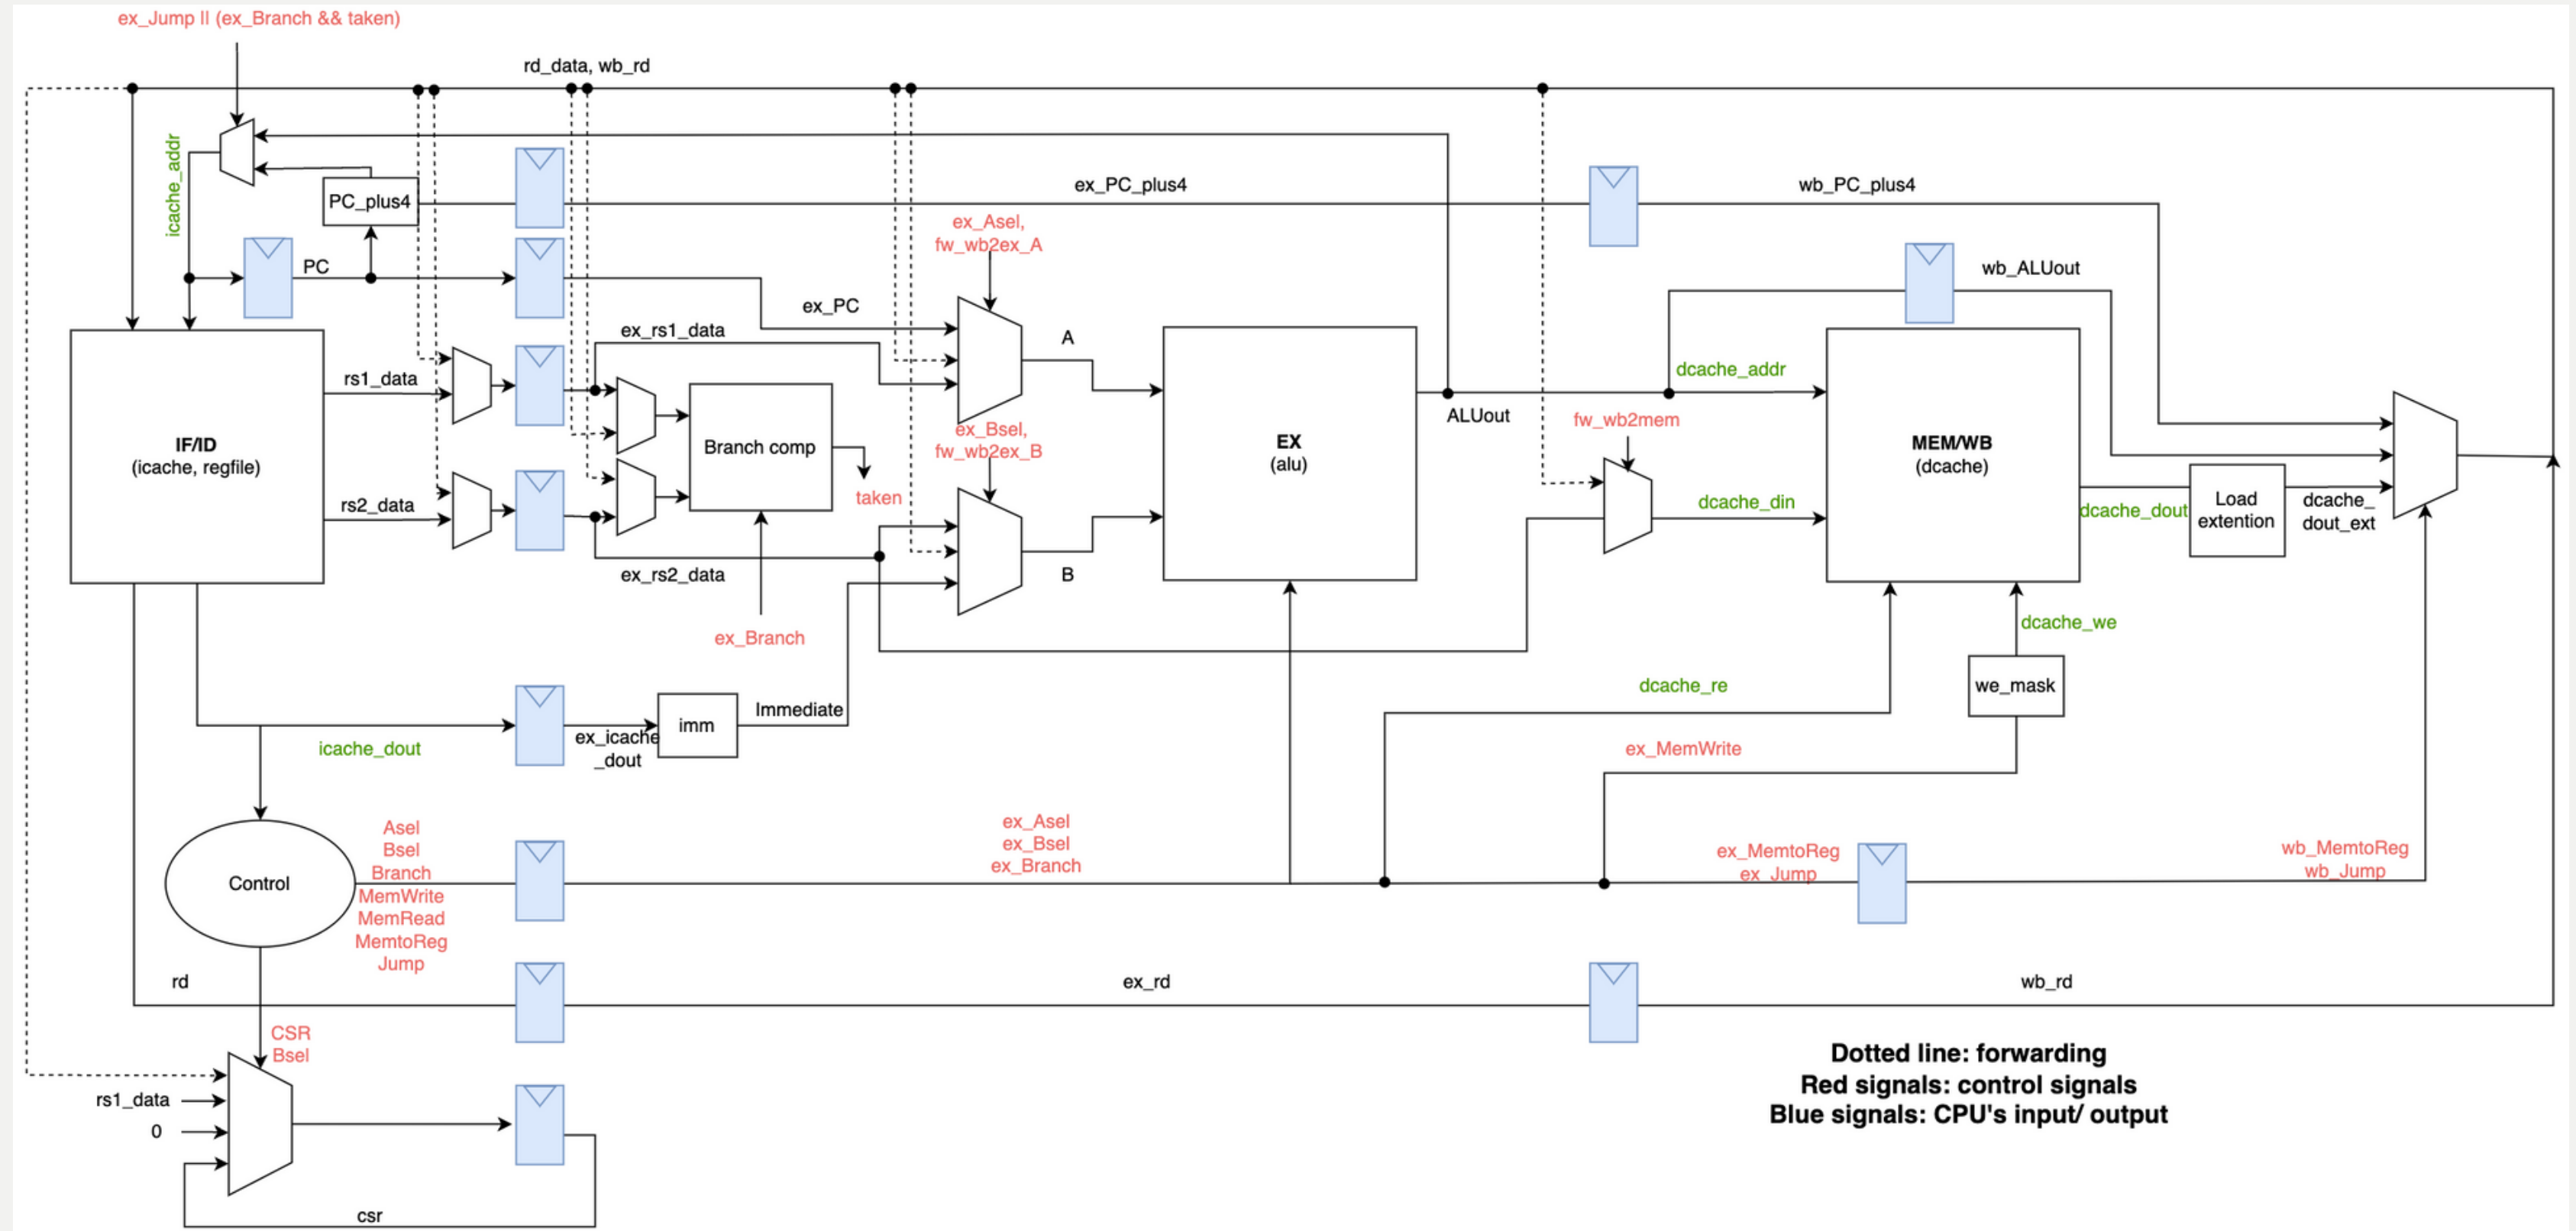 ex_Jump || (ex_Branch && taken)
rd_data, wb_rd
icache_addr
PC_plus4
ex_PC_plus4
wb_PC_plus4
ex_Asel,
fw_wb2ex_A
PC
wb_ALUout
ex_PC
ex_rs1_data
A
rs1_data
dcache_addr
ALUout
fw_wb2mem
ex_Bsel,
fw_wb2ex_B
IF/ID
(icache, regfile)
Branch comp
EX
(alu)
MEM/WB
(dcache)
taken
rs2_data
dcache_din
dcache_dout
Load
extention
dcache_
dout_ext
ex_rs2_data
B
ex_Branch
dcache_we
dcache_re
we_mask
Immediate
imm
icache_dout
ex_icache
_dout
ex_MemWrite
Control
Asel
Bsel
Branch
MemWrite
MemRead
MemtoReg
Jump
ex_Asel
ex_Bsel
ex_Branch
ex_MemtoReg
ex_Jump
wb_MemtoReg
wb_Jump
rd
ex_rd
wb_rd
CSR
Bsel
rs1_data
0
csr
Dotted line: forwarding
Red signals: control signals
Blue signals: CPU's input/ output